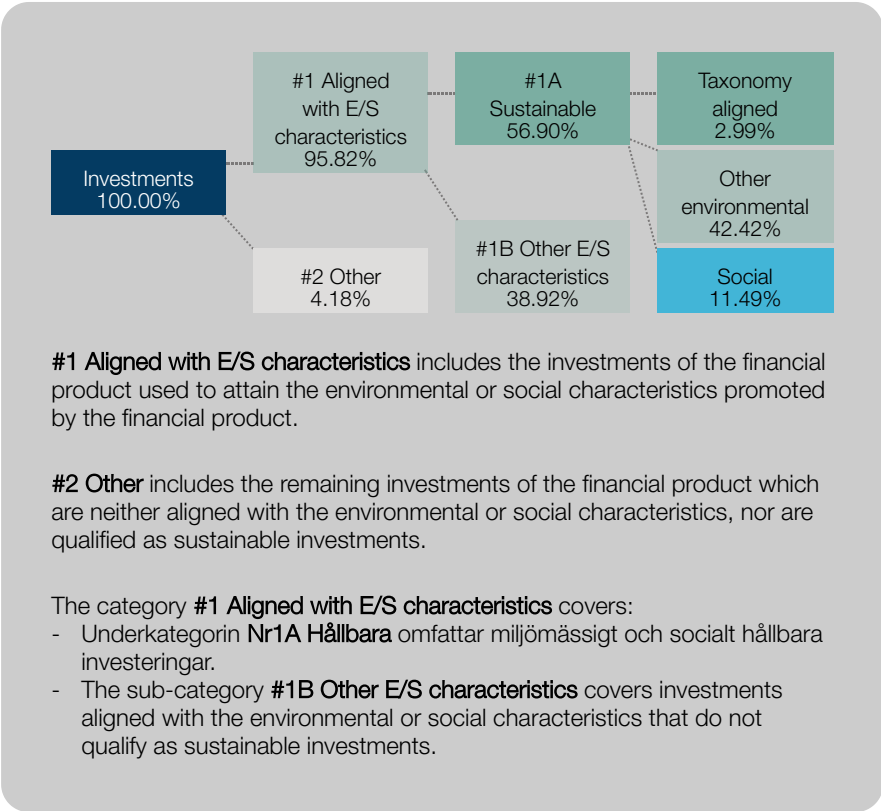 #1 Aligned
with E/S
characteristics
95.82%
#1A
Sustainable
56.90%
Taxonomy
aligned
2.99%
Investments
100.00%
Other
environmental
42.42%
#2 Other
4.18%
#1B Other E/S
characteristics
38.92%
Social
11.49%
#1 Aligned with E/S characteristics includes the investments of the financial
product used to attain the environmental or social characteristics promoted
by the financial product.
#2 Other includes the remaining investments of the financial product which
are neither aligned with the environmental or social characteristics, nor are
qualified as sustainable investments.
The category #1 Aligned with E/S characteristics covers:
- Underkategorin Nr1A Hållbara omfattar miljömässigt och socialt hållbara
investeringar.
- The sub-category #1B Other E/S characteristics covers investments
aligned with the environmental or social characteristics that do not
qualify as sustainable investments.